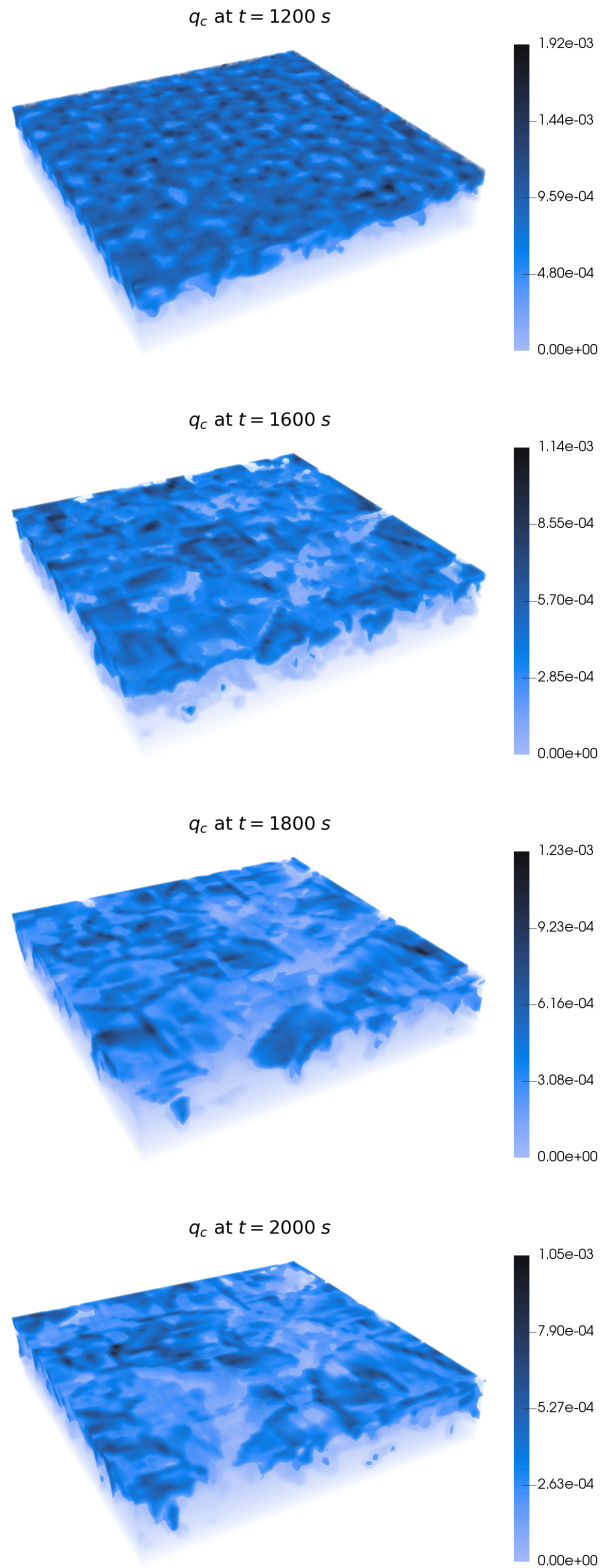 q_c at t = 1200 s
1.92e-03
1.44e-03
9.59e-04
4.80e-04
0.00e+00
q_c at t = 1600 s
1.14e-03
8.55e-04
5.70e-04
2.85e-04
0.00e+00
q_c at t = 1800 s
1.23e-03
9.23e-04
6.16e-04
3.08e-04
0.00e+00
q_c at t = 2000 s
1.05e-03
7.90e-04
5.27e-04
2.63e-04
0.00e+00